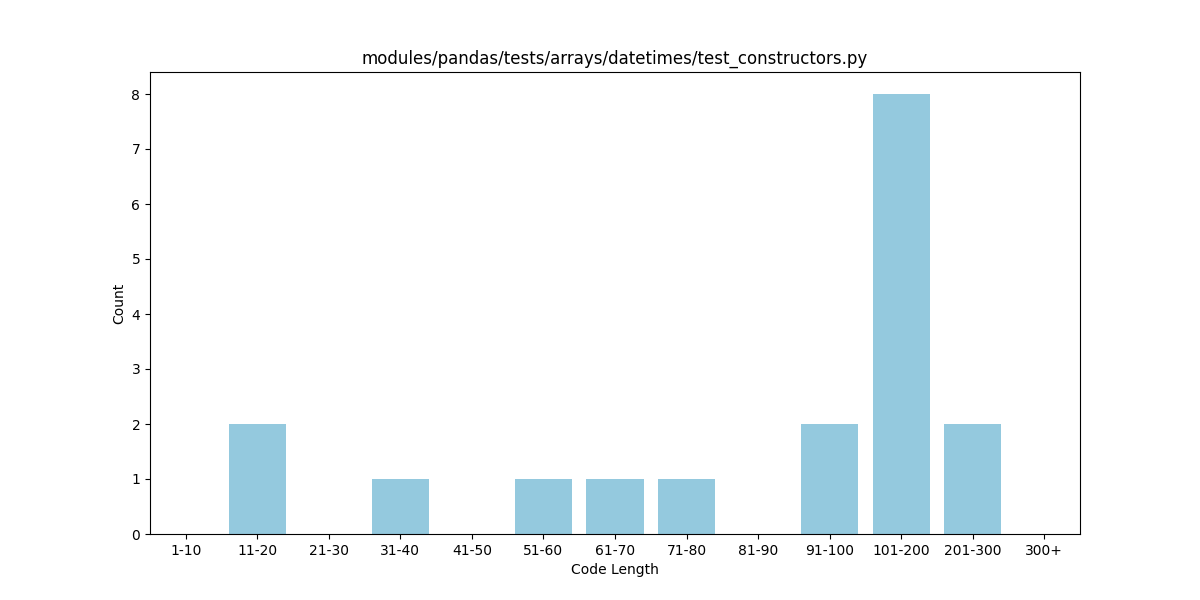 modules/pandas/tests/arrays/datetimes/test_constructors.py
8
7
6
5
4
3
2
1
0
Count
1-10 11-20 21-30 31-40 41-50 51-60 61-70 71-80 81-90 91-100 101-200 201-300 300+
Code Length